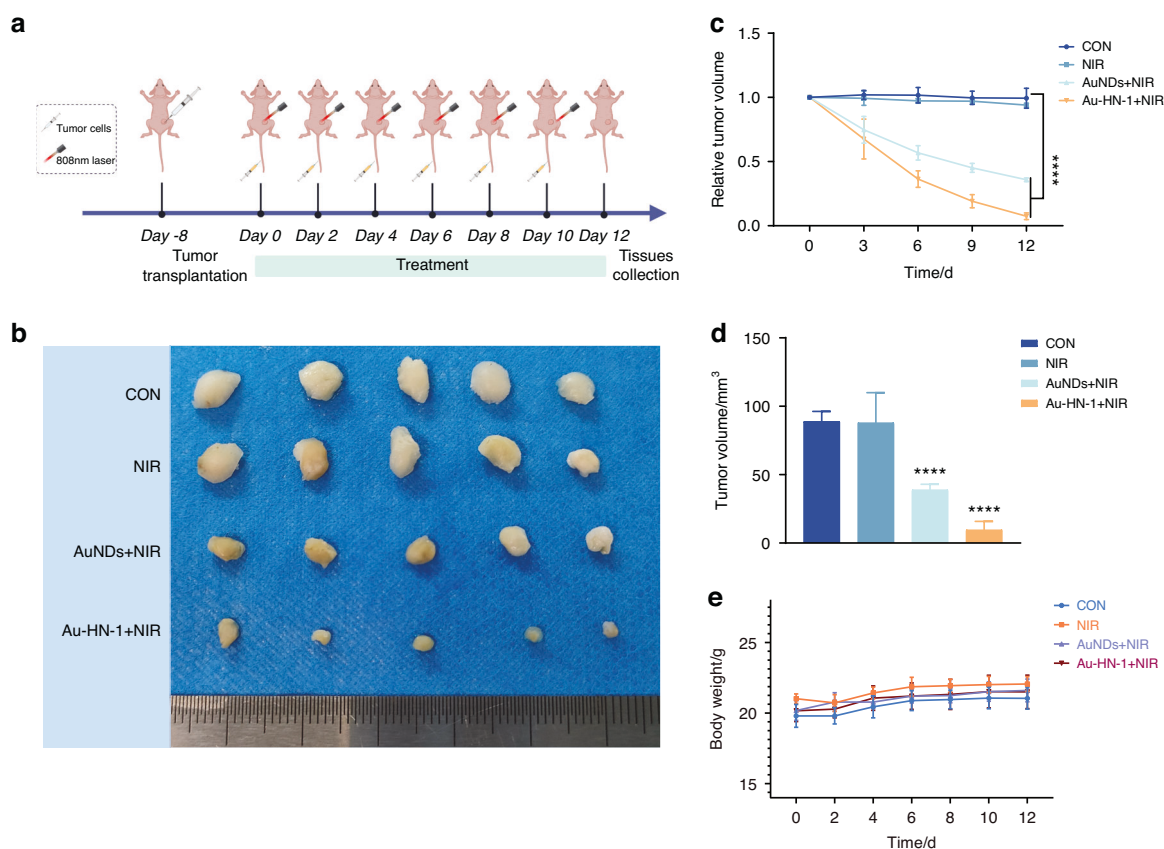 a
Tumor cells
808nm laser
Day -8
Day 0
Day 2
Day 4
Day 6
Day 8
Day 10
Day 12
Tumor
transplantation
Treatment
Tissues
collection
b
CON
NIR
AuNDs+NIR
Au-HN-1+NIR
c
1.5
1.0
0.5
0.0
Relative tumor volume
0
3
6
9
12
Time/d
CON
NIR
AuNDs+NIR
Au-HN-1+NIR
****
d
150
100
50
0
Tumor volume/mm³
****
****
CON
NIR
AuNDs+NIR
Au-HN-1+NIR
e
25
20
15
Body weight/g
0
2
4
6
8
10
12
Time/d
CON
NIR
AuNDs+NIR
Au-HN-1+NIR